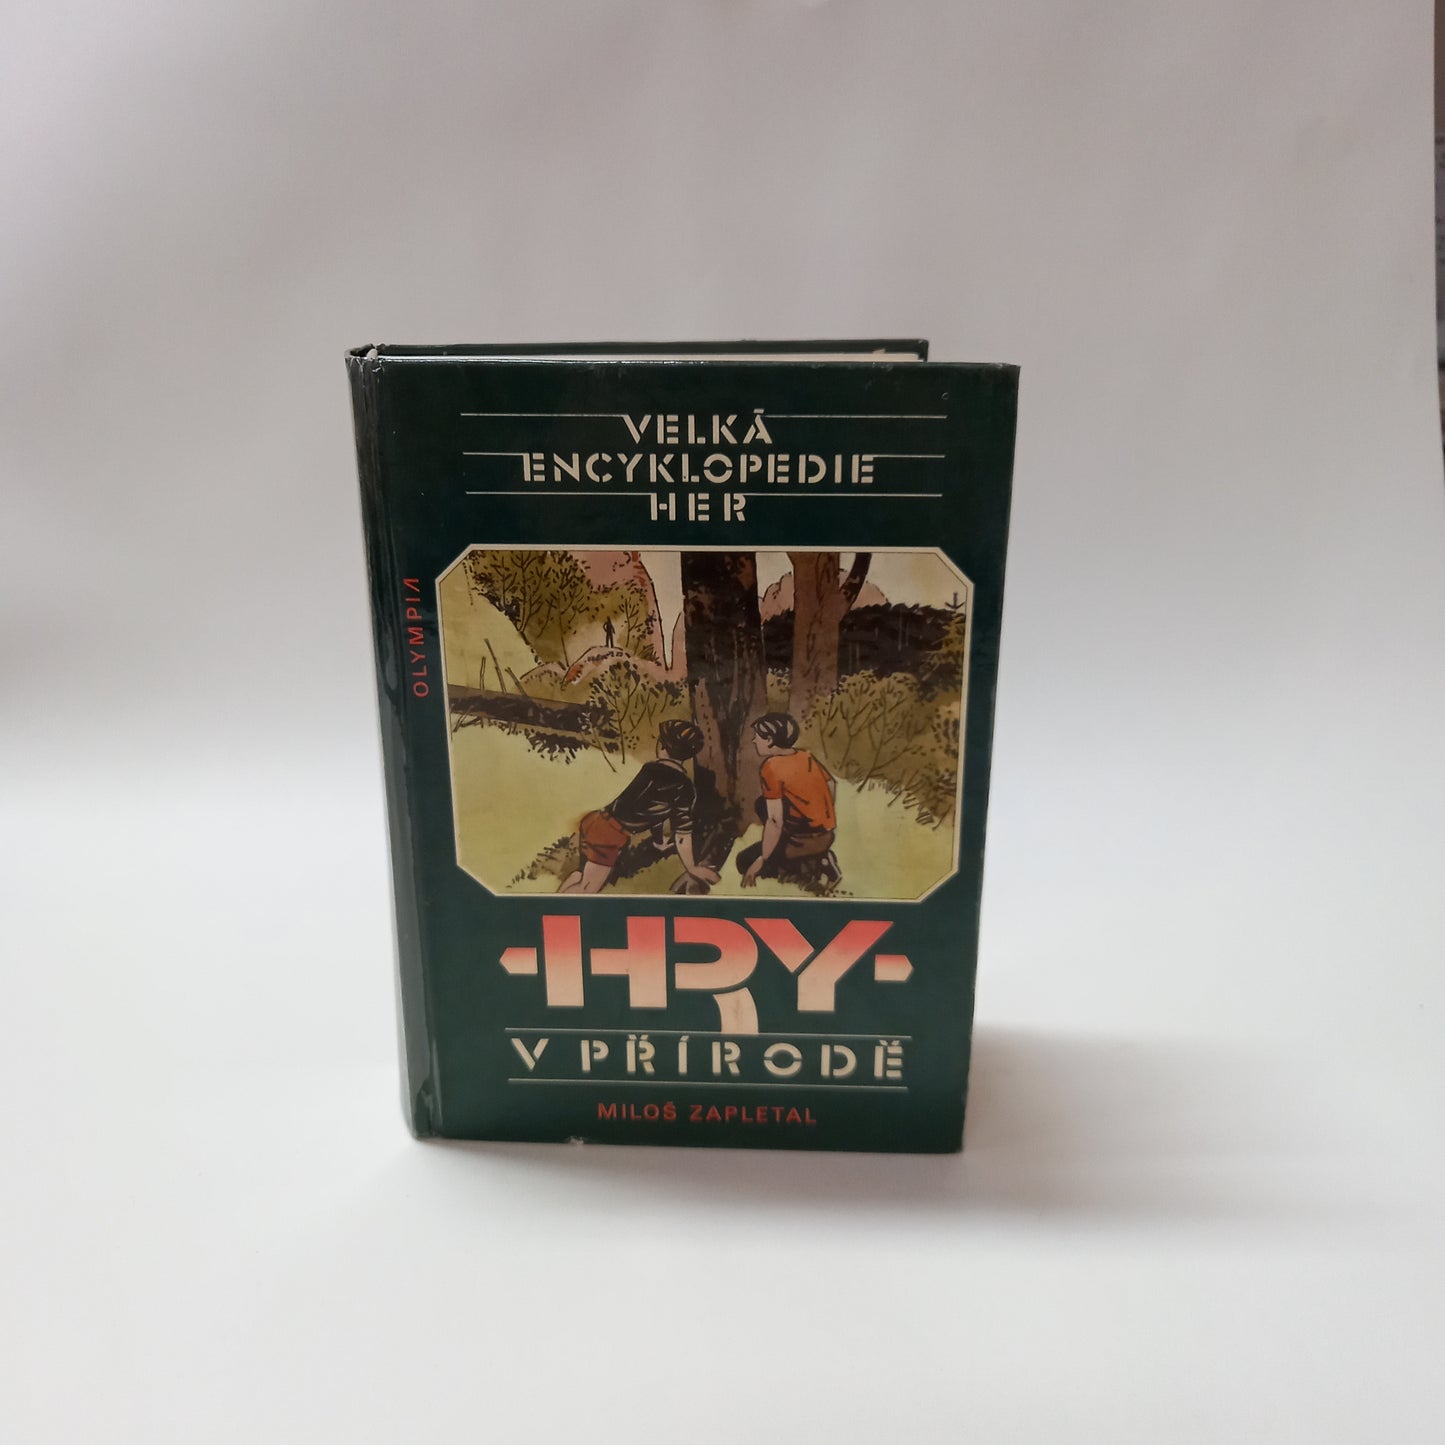 VELKÁ
ENCYKLOPEDIE
HER
OLYMPIA
HRY
V PŘÍRODĚ
MILOŠ ZAPLETAL